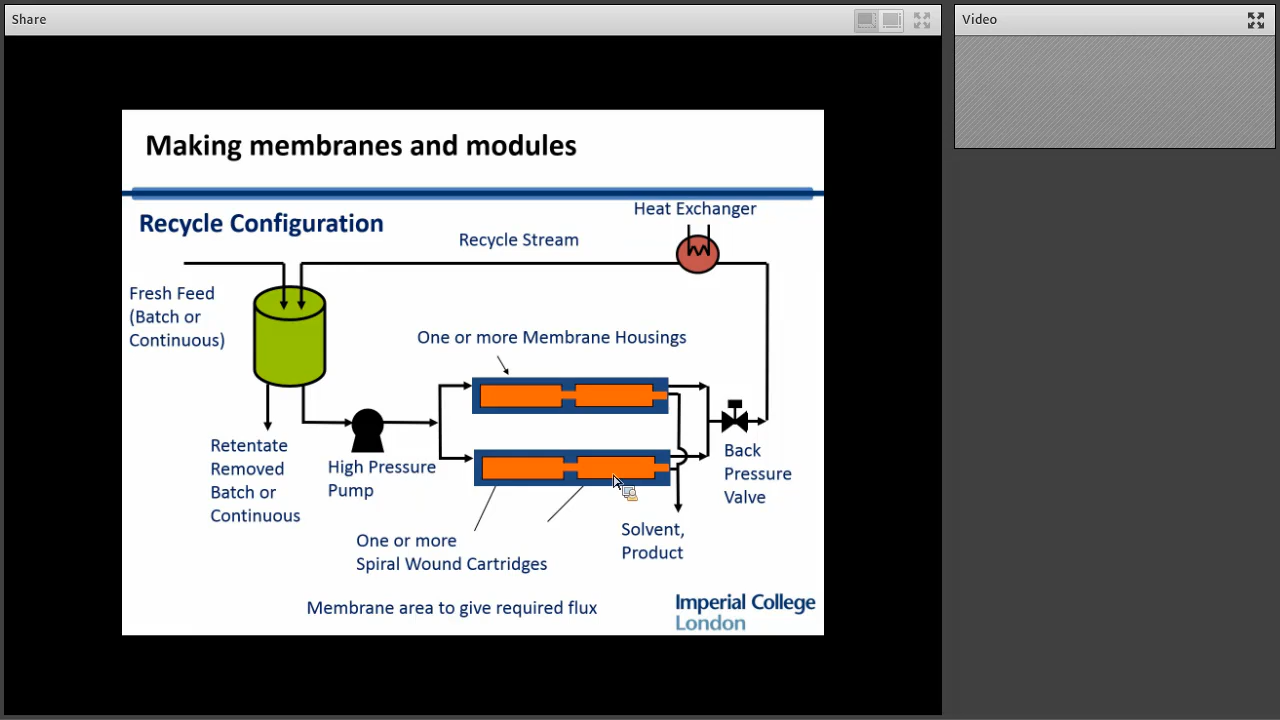 Share
Video
Making membranes and modules
Heat Exchanger
Recycle Configuration
Recycle Stream
Fresh Feed
(Batch or
Continuous)
One or more Membrane Housings
Retentate
Removed
Batch or
Continuous
High Pressure
Pump
Back
Pressure
Valve
One or more
Spiral Wound Cartridges
Solvent,
Product
Membrane area to give required flux
Imperial College
London